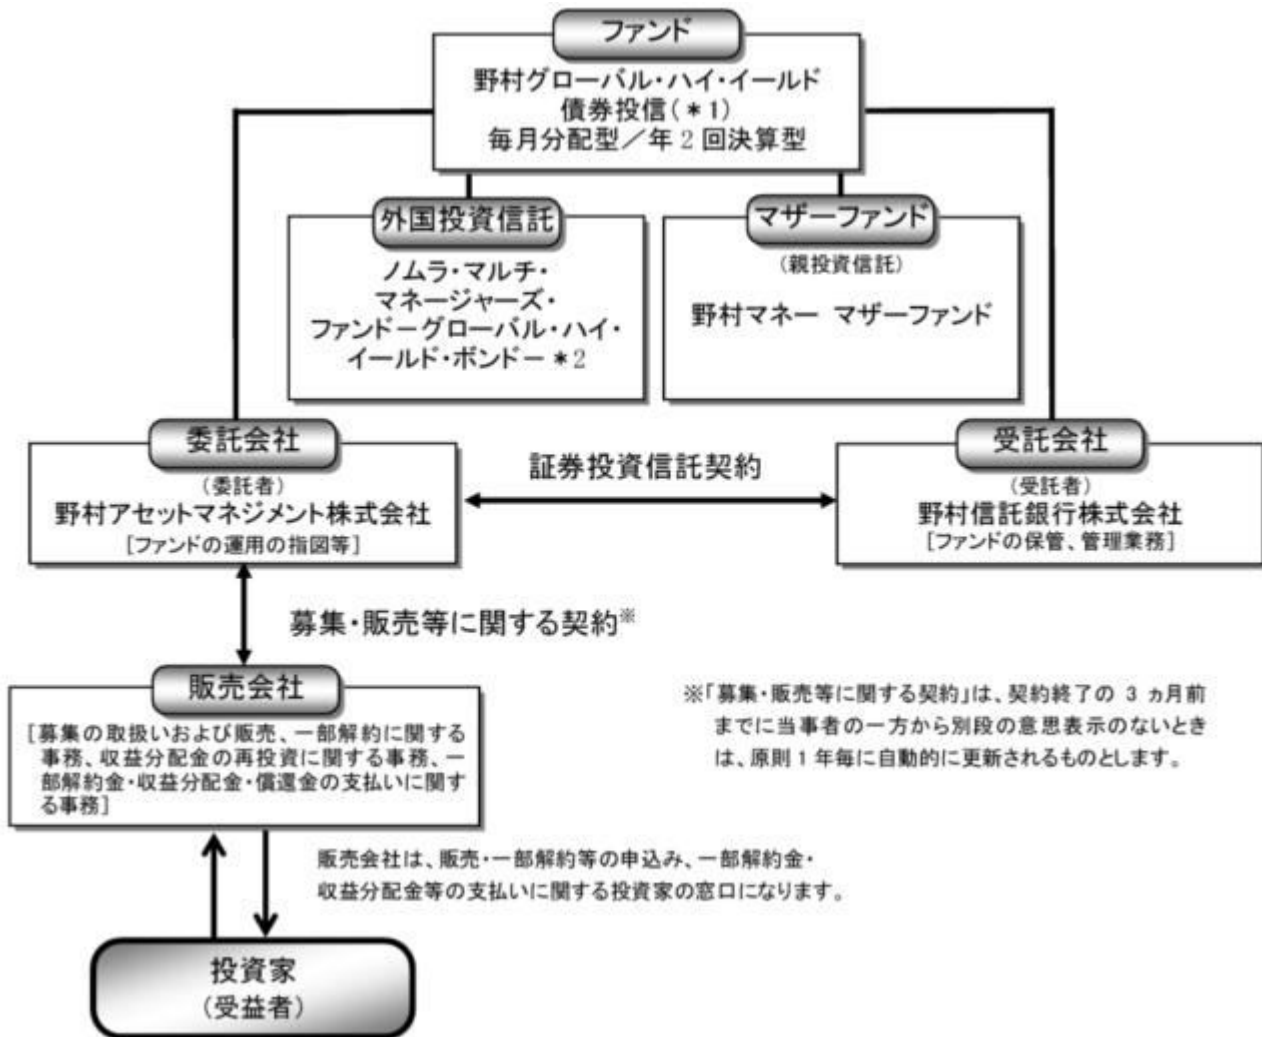 ファンド
野村グローバル・ハイ・イールド
債券投信(＊1)
毎月分配型／年2回決算型
外国投資信託
ノムラ・マルチ・
マネージャーズ・
ファンドーグローバル・ハイ・
イールド・ボンドー ＊2
マザーファンド
(親投資信託)
野村マネー マザーファンド
委託会社
(委託者)
野村アセットマネジメント株式会社
[ファンドの運用の指図等]
証券投資信託契約
受託会社
(受託者)
野村信託銀行株式会社
[ファンドの保管、管理業務]
募集・販売等に関する契約※
販売会社
[募集の取扱いおよび販売、一部解約に関する
事務、収益分配金の再投資に関する事務、一
部解約金・収益分配金・償還金の支払いに関す
る事務]
※「募集・販売等に関する契約」は、契約終了の 3 ヵ月前
までに当事者の一方から別段の意思表示のないとき
は、原則1年毎に自動的に更新されるものとします。
販売会社は、販売・一部解約等の申込み、一部解約金・
収益分配金等の支払いに関する投資家の窓口になります。
投資家
(受益者)